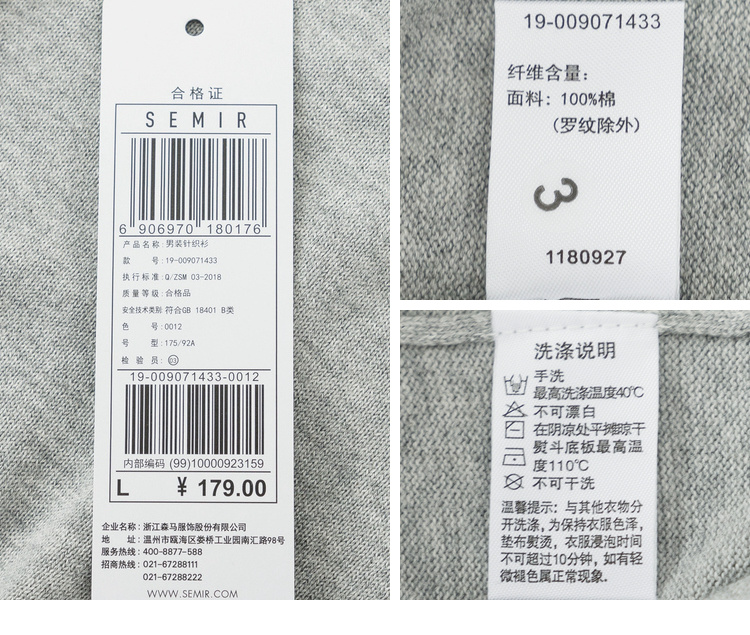 合格证
SEMIR
6 906970 180176
产品名称:男装针织衫
款 号:19-009071433
执行标准:Q/ZSM 03-2018
质量等级:合格品
安全技术类别:符合GB 18401 B类
色 号:0012
号 型:175/92A
检 验 员:03
19-009071433-0012
内部编码 (99)10000923159
L ¥ 179.00
企业名称:浙江森马服饰股份有限公司
地 址:温州市瓯海区娄桥工业园南汇路98号
服务热线:400-8877-588
招商热线:021-67288111
021-67288222
WWW.SEMIR.COM
19-009071433
纤维含量:
面料: 100%棉
(罗纹除外)
3
1180927
洗涤说明
手洗
最高洗涤温度40℃
不可漂白
在阴凉处平摊晾干
熨斗底板最高温
度110℃
不可干洗
温馨提示: 与其他衣物分
开洗涤, 为保持衣服色泽,
垫布熨烫, 衣服浸泡时间
不可超过10分钟, 如有轻
微褪色属正常现象.